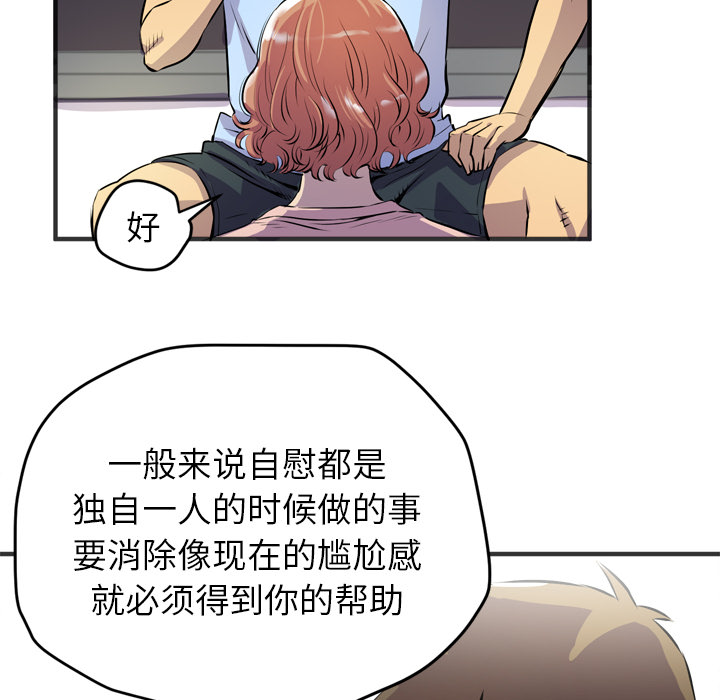 好
一般来说自慰都是
独自一人的时候做的事
要消除像现在的尴尬感
就必须得到你的帮助